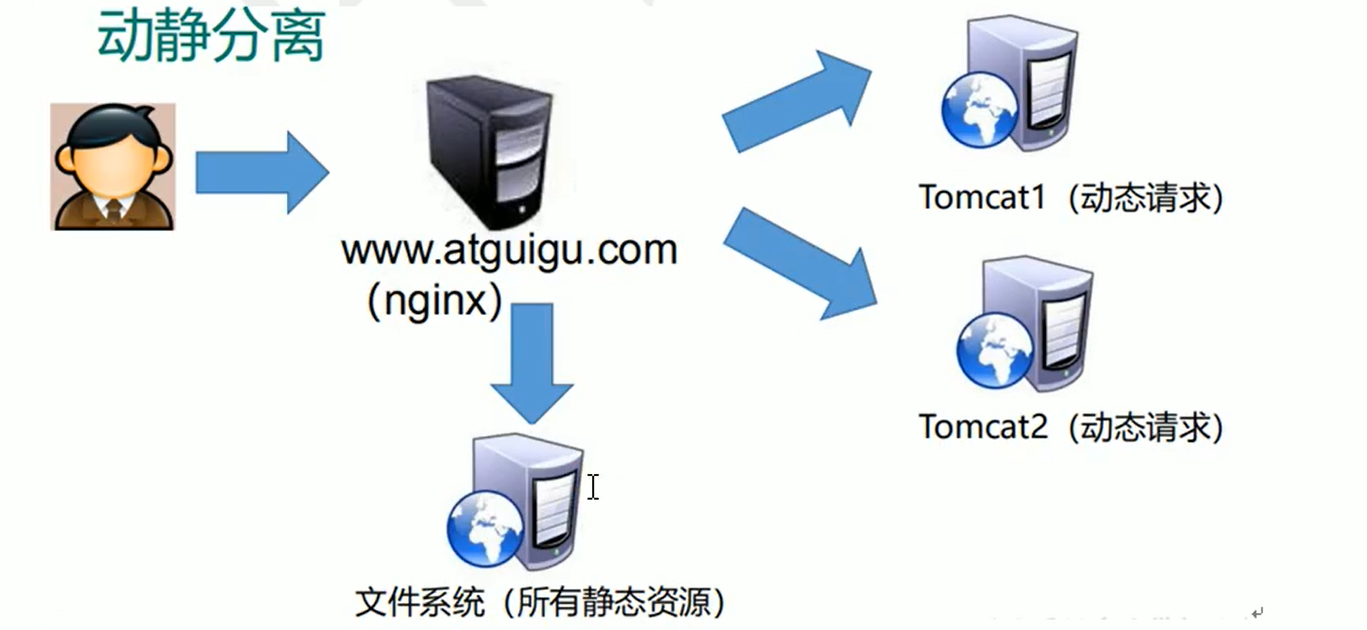 动静分离
www.atguigu.com
（nginx）
Tomcat1（动态请求）
Tomcat2（动态请求）
文件系统（所有静态资源）